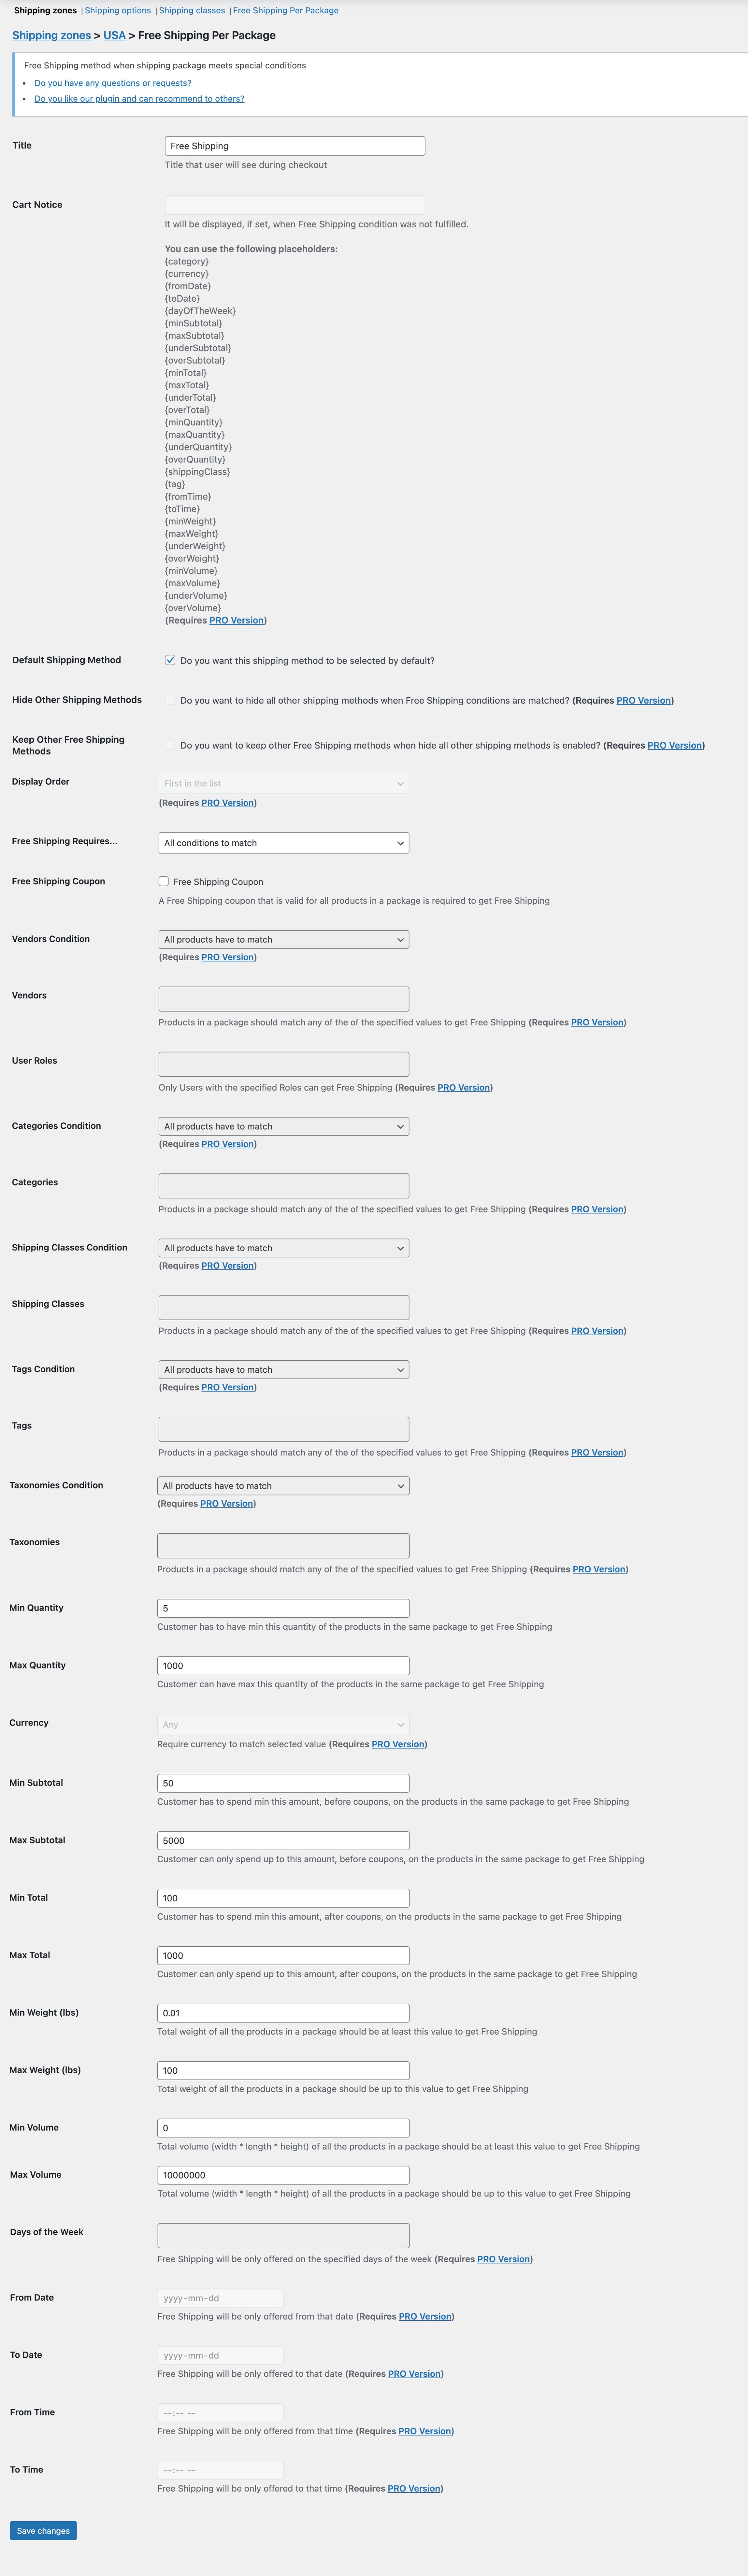 Shipping zones | Shipping options | Shipping classes | Free Shipping Per Package
Shipping zones > USA > Free Shipping Per Package
Free Shipping method when shipping package meets special conditions
• Do you have any questions or requests?
• Do you like our plugin and can recommend to others?
Title
Free Shipping
Title that user will see during checkout
Cart Notice
It will be displayed, if set, when Free Shipping condition was not fulfilled.
You can use the following placeholders:
{category}
{currency}
{fromDate}
{toDate}
{dayOfTheWeek}
{minSubtotal}
{maxSubtotal}
{underSubtotal}
{overSubtotal}
{minTotal}
{maxTotal}
{underTotal}
{overTotal}
{minQuantity}
{maxQuantity}
{underQuantity}
{overQuantity}
{shippingClass}
{tag}
{fromTime}
{toTime}
{minWeight}
{maxWeight}
{underWeight}
{overWeight}
{minVolume}
{maxVolume}
{underVolume}
{overVolume}
(Requires PRO Version)
Default Shipping Method
Do you want this shipping method to be selected by default?
Hide Other Shipping Methods
Do you want to hide all other shipping methods when Free Shipping conditions are matched? (Requires PRO Version)
Keep Other Free Shipping
Methods
Do you want to keep other Free Shipping methods when hide all other shipping methods is enabled? (Requires PRO Version)
Display Order
First in the list
(Requires PRO Version)
Free Shipping Requires...
All conditions to match
Free Shipping Coupon
Free Shipping Coupon
A Free Shipping coupon that is valid for all products in a package is required to get Free Shipping
Vendors Condition
All products have to match
(Requires PRO Version)
Vendors
Products in a package should match any of the of the specified values to get Free Shipping (Requires PRO Version)
User Roles
Only Users with the specified Roles can get Free Shipping (Requires PRO Version)
Categories Condition
All products have to match
(Requires PRO Version)
Categories
Products in a package should match any of the of the specified values to get Free Shipping (Requires PRO Version)
Shipping Classes Condition
All products have to match
(Requires PRO Version)
Shipping Classes
Products in a package should match any of the of the specified values to get Free Shipping (Requires PRO Version)
Tags Condition
All products have to match
(Requires PRO Version)
Tags
Products in a package should match any of the of the specified values to get Free Shipping (Requires PRO Version)
Taxonomies Condition
All products have to match
(Requires PRO Version)
Taxonomies
Products in a package should match any of the of the specified values to get Free Shipping (Requires PRO Version)
Min Quantity
5
Customer has to have min this quantity of the products in the same package to get Free Shipping
Max Quantity
1000
Customer can have max this quantity of the products in the same package to get Free Shipping
Currency
Any
Require currency to match selected value (Requires PRO Version)
Min Subtotal
50
Customer has to spend min this amount, before coupons, on the products in the same package to get Free Shipping
Max Subtotal
5000
Customer can only spend up to this amount, before coupons, on the products in the same package to get Free Shipping
Min Total
100
Customer has to spend min this amount, after coupons, on the products in the same package to get Free Shipping
Max Total
1000
Customer can only spend up to this amount, after coupons, on the products in the same package to get Free Shipping
Min Weight (lbs)
0.01
Total weight of all the products in a package should be at least this value to get Free Shipping
Max Weight (lbs)
100
Total weight of all the products in a package should be up to this value to get Free Shipping
Min Volume
0
Total volume (width * length * height) of all the products in a package should be at least this value to get Free Shipping
Max Volume
10000000
Total volume (width * length * height) of all the products in a package should be up to this value to get Free Shipping
Days of the Week
Free Shipping will be only offered on the specified days of the week (Requires PRO Version)
From Date
yyyy-mm-dd
Free Shipping will be only offered from that date (Requires PRO Version)
To Date
yyyy-mm-dd
Free Shipping will be only offered to that date (Requires PRO Version)
From Time
--:-- --
Free Shipping will be only offered from that time (Requires PRO Version)
To Time
--:-- --
Free Shipping will be only offered to that time (Requires PRO Version)
Save changes